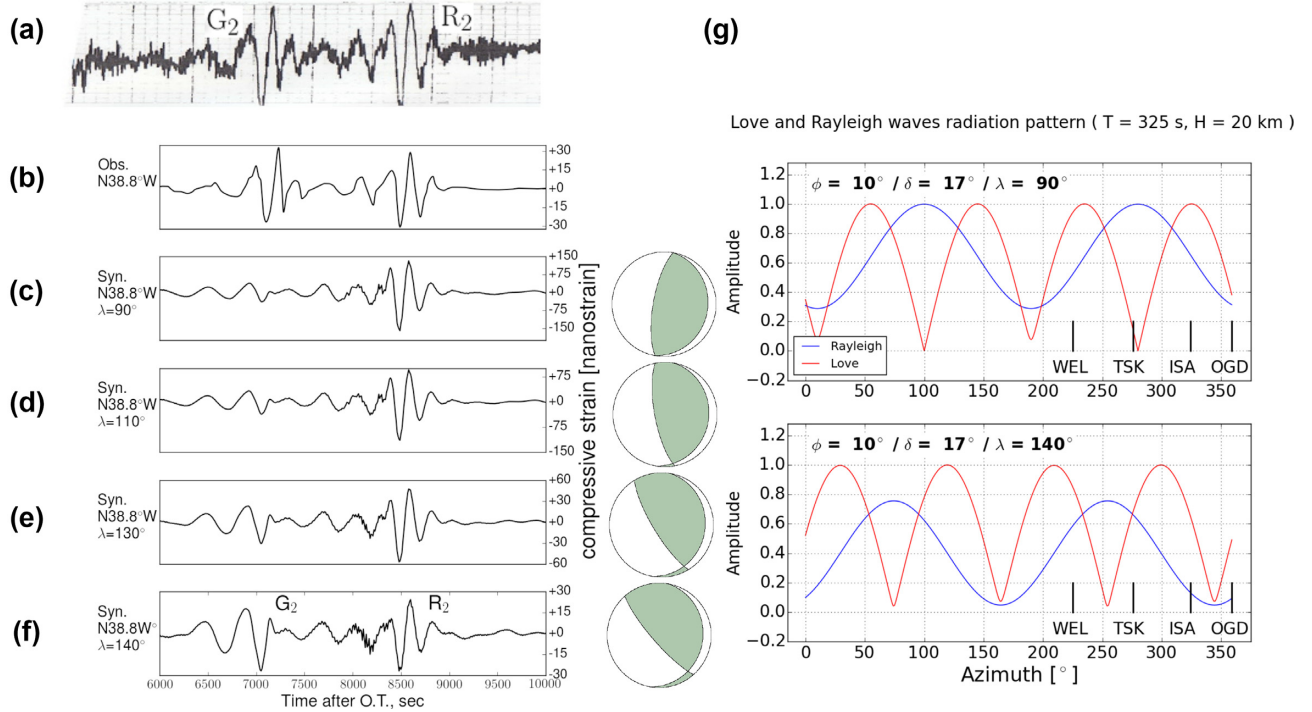 (a)
G2
R2
(b)
Obs.
N38.8°W
+30
+15
+0
-15
-30
(c)
Syn.
N38.8°W
λ=90°
+150
+75
+0
-75
-150
(d)
Syn.
N38.8°W
λ=110°
+75
+0
-75
-150
(e)
Syn.
N38.8°W
λ=130°
+60
+30
+0
-30
-60
(f)
Syn.
N38.8W°
λ=140°
G2
R2
+30
+15
+0
-15
-30
6000 6500 7000 7500 8000 8500 9000 9500 10000
Time after O.T., sec
compressive strain [nanostrain]
(g)
Love and Rayleigh waves radiation pattern ( T = 325 s, H = 20 km )
ϕ = 10° / δ = 17° / λ = 90°
Amplitude
1.2
1.0
0.8
0.6
0.4
0.2
0.0
−0.2
Rayleigh
Love
WEL TSK ISA OGD
0 50 100 150 200 250 300 350
ϕ = 10° / δ = 17° / λ = 140°
Amplitude
1.2
1.0
0.8
0.6
0.4
0.2
0.0
−0.2
WEL TSK ISA OGD
0 50 100 150 200 250 300 350
Azimuth [°]